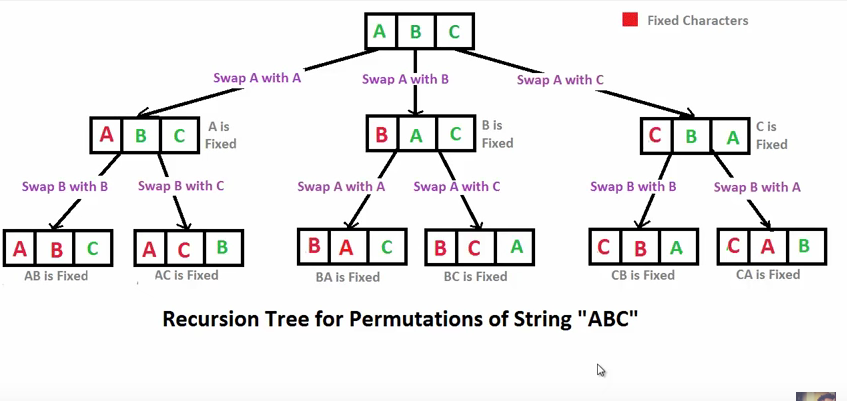 A B C
Fixed Characters
Swap A with A
Swap A with B
Swap A with C
A B C
A is
Fixed
B A C
B is
Fixed
C B A
C is
Fixed
Swap B with B
Swap B with C
Swap A with A
Swap A with C
Swap B with B
Swap B with A
A B C
A C B
B A C
B C A
C B A
C A B
AB is Fixed
AC is Fixed
BA is Fixed
BC is Fixed
CB is Fixed
CA is Fixed
Recursion Tree for Permutations of String "ABC"